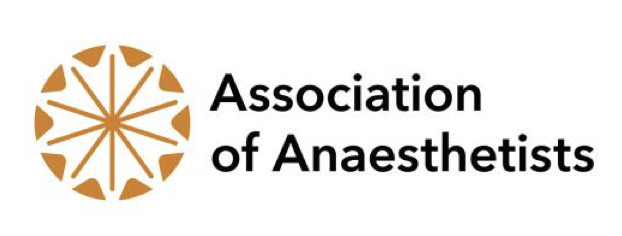 Association
of Anaesthetists